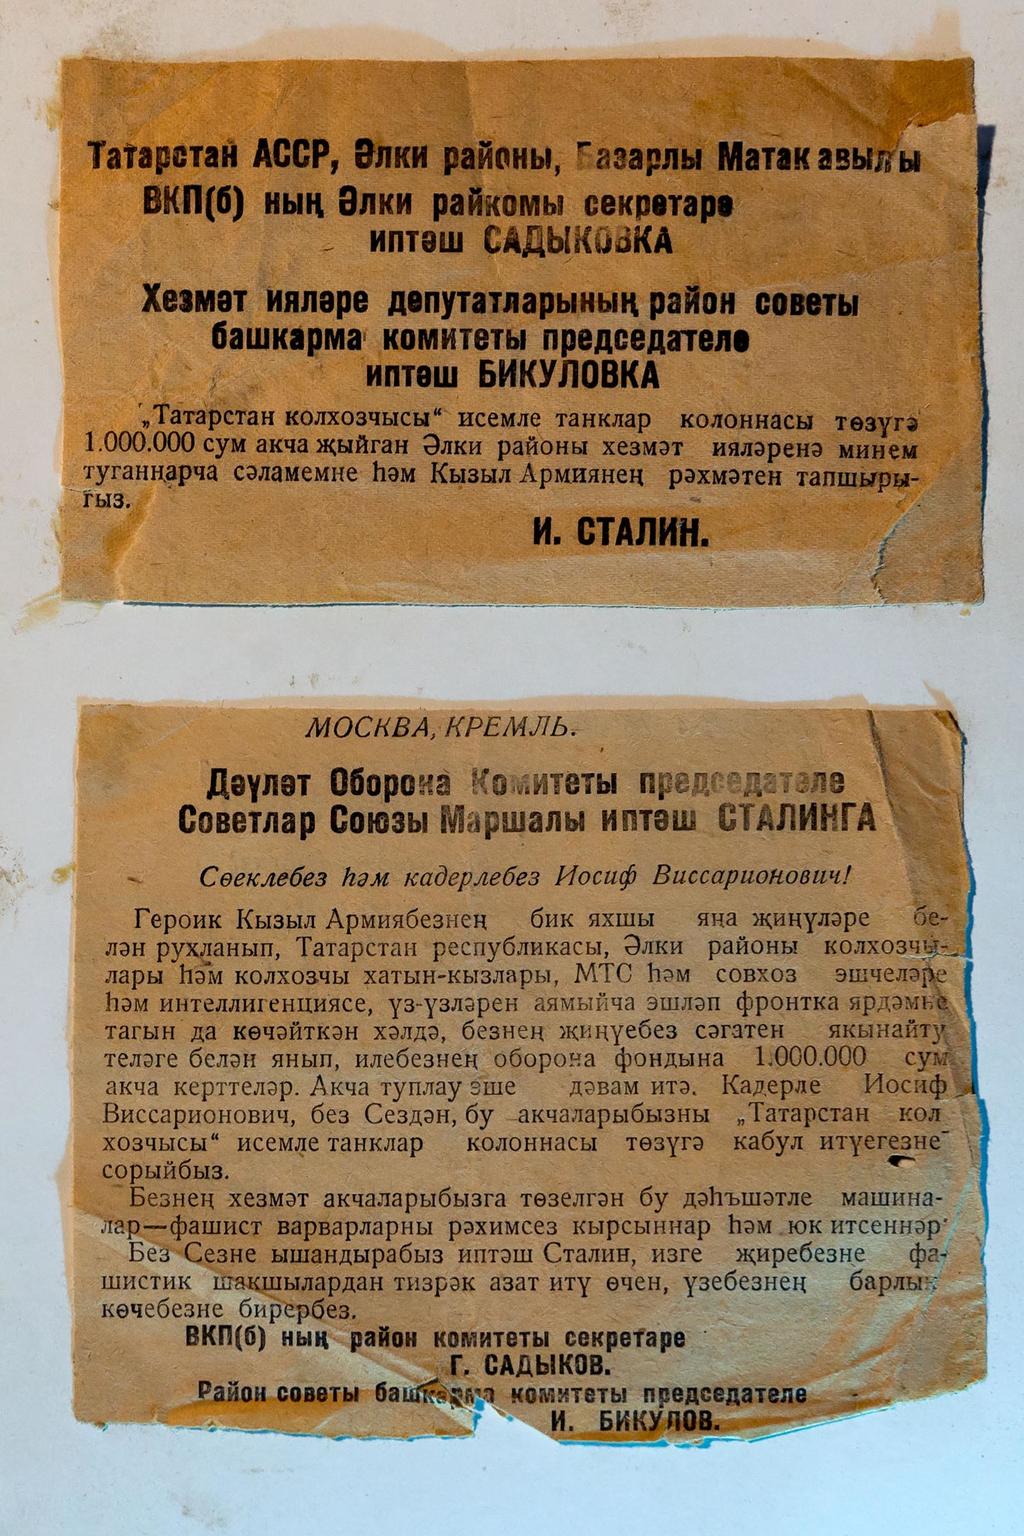 Татарстан АССР, Әлки районы, Базарлы Матак авылы
ВКП(б) ның Әлки райкомы секретаре
иптәш САДЫКОВКА
Хезмәт ияләре депутатларының район советы
башкарма комитеты председателе
иптәш БИКУЛОВКА
„Татарстан колхозчысы“ исемле танклар колоннасы төзүгә
1.000.000 сум акча җыйган Әлки районы хезмәт ияләренә минем
туганнарча сәламемне һәм Кызыл Армиянең рәхмәтен тапшыры-
гыз.
И. СТАЛИН.
МОСКВА, КРЕМЛЬ.
Дәүләт Оборона Комитеты председателе
Советлар Союзы Маршалы иптәш СТАЛИНГА
Сөеклебез һәм кадерлебез Иосиф Виссарионович!
Героик Кызыл Армиябезнең бик яхшы яңа җиңүләре бе-
лән рухланып, Татарстан республикасы, Әлки районы колхозчы-
лары һәм колхозчы хатын-кызлары, МТС һәм совхоз эшчеләре
һәм интеллигенциясе, үз-үзләрен аямыйча эшләп фронтка ярдәмне
тагын да көчәйткән хәлдә, безнең җиңүебез сәгатен якынайту
теләге белән янып, илебезнең оборона фондына 1.000.000 сум
акча керттеләр. Акча туплау эше дәвам итә. Кадерле Иосиф
Виссарионович, без Сездән, бу акчаларыбызны „Татарстан кол
хозчысы“ исемле танклар колоннасы төзүгә кабул итүегезне
сорыйбыз.
Безнең хезмәт акчаларыбызга төзелгән бу дәһъшәтле машина-
лар—фашист варварларны рәхимсез кырсыннар һәм юк итсеннәр
Без Сезне ышандырабыз иптәш Сталин, изге җиребезне фа-
шистик шакшылардан тизрәк азат итү өчен, үзебезнең барлык
көчебезне бирербез.
ВКП(б) ның район комитеты секретаре
Г. САДЫКОВ.
Район советы башкарма комитеты председателе
И. БИКУЛОВ.